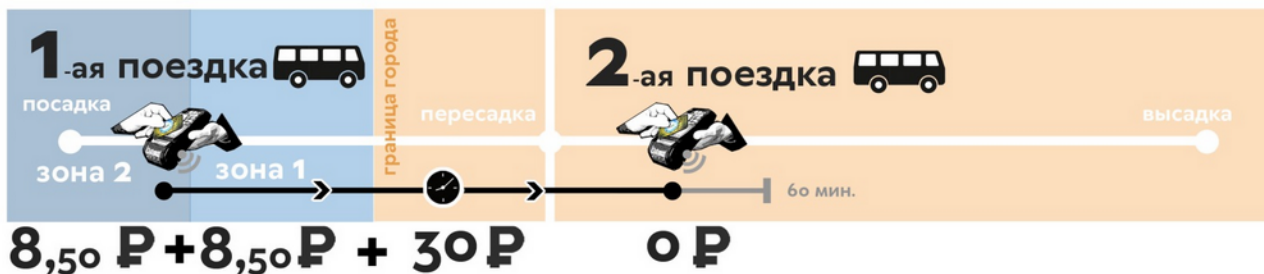 1-ая поездка
2-ая поездка
посадка
пересадка
высадка
граница города
зона 2
зона 1
60 мин.
8,50 ₽ + 8,50 ₽ + 30 ₽
0 ₽